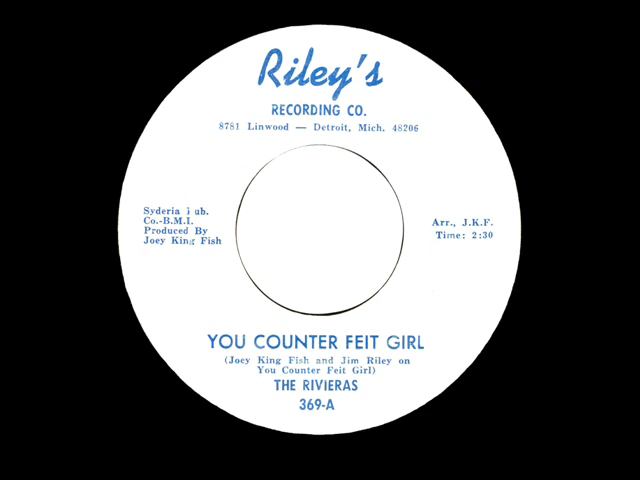 Riley's
RECORDING CO.
8781 Linwood — Detroit, Mich. 48206
Syderia Pub.
Co.-B.M.I.
Produced By
Joey King Fish
Arr., J.K.F.
Time: 2:30
YOU COUNTER FEIT GIRL
(Joey King Fish and Jim Riley on
You Counter Feit Girl)
THE RIVIERAS
369-A